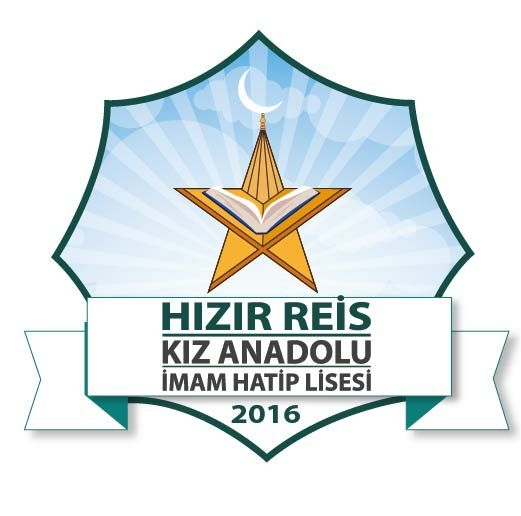 HIZIR REİS
KIZ ANADOLU
İMAM HATİP LİSESİ
2016